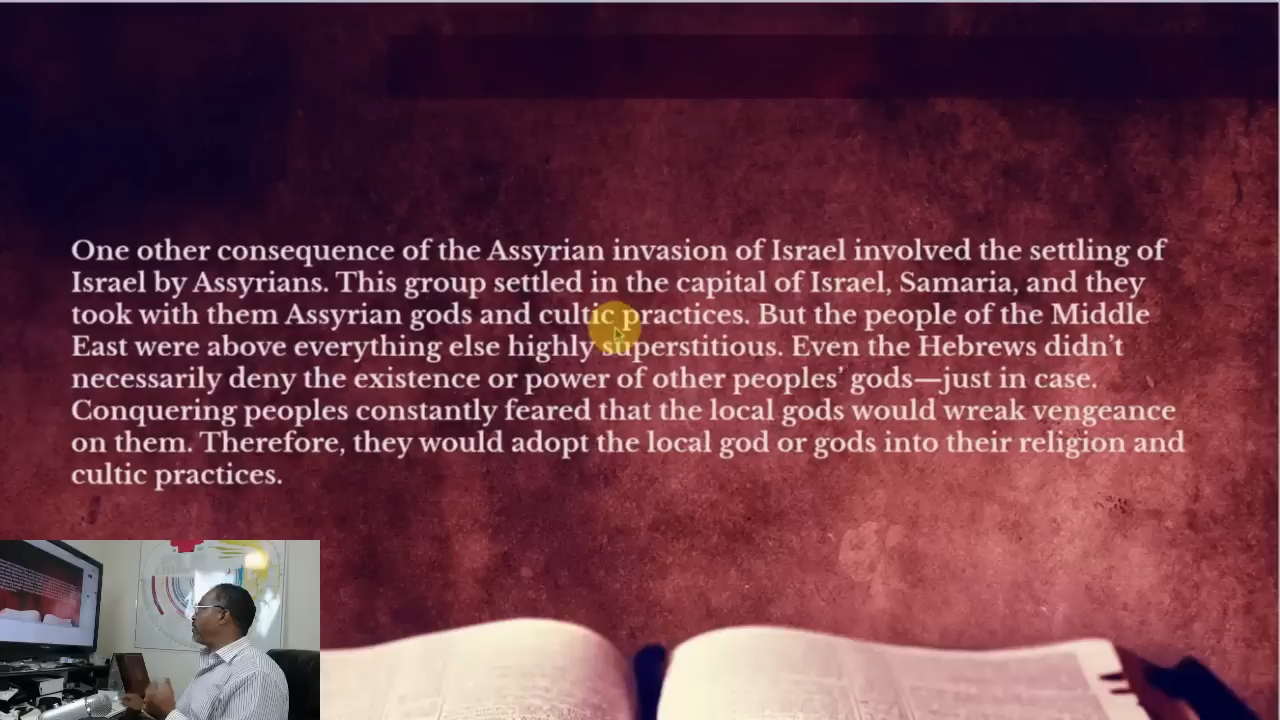 One other consequence of the Assyrian invasion of Israel involved the settling of
Israel by Assyrians. This group settled in the capital of Israel, Samaria, and they
took with them Assyrian gods and cultic practices. But the people of the Middle
East were above everything else highly superstitious. Even the Hebrews didn’t
necessarily deny the existence or power of other peoples’ gods—just in case.
Conquering peoples constantly feared that the local gods would wreak vengeance
on them. Therefore, they would adopt the local god or gods into their religion and
cultic practices.